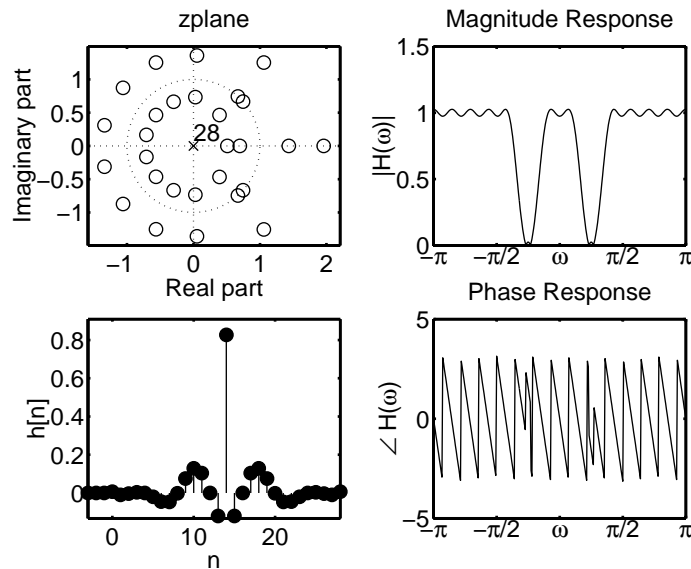 zplane
Imaginary part
1
0.5
0
−0.5
−1
28
−1
0
1
2
Real part
Magnitude Response
|H(ω)|
1.5
1
0.5
0
−π
−π/2
ω
π/2
π
h[n]
0.8
0.6
0.4
0.2
0
0
20
n
Phase Response
∠ H(ω)
5
0
−5
−π
−π/2
ω
π/2
π